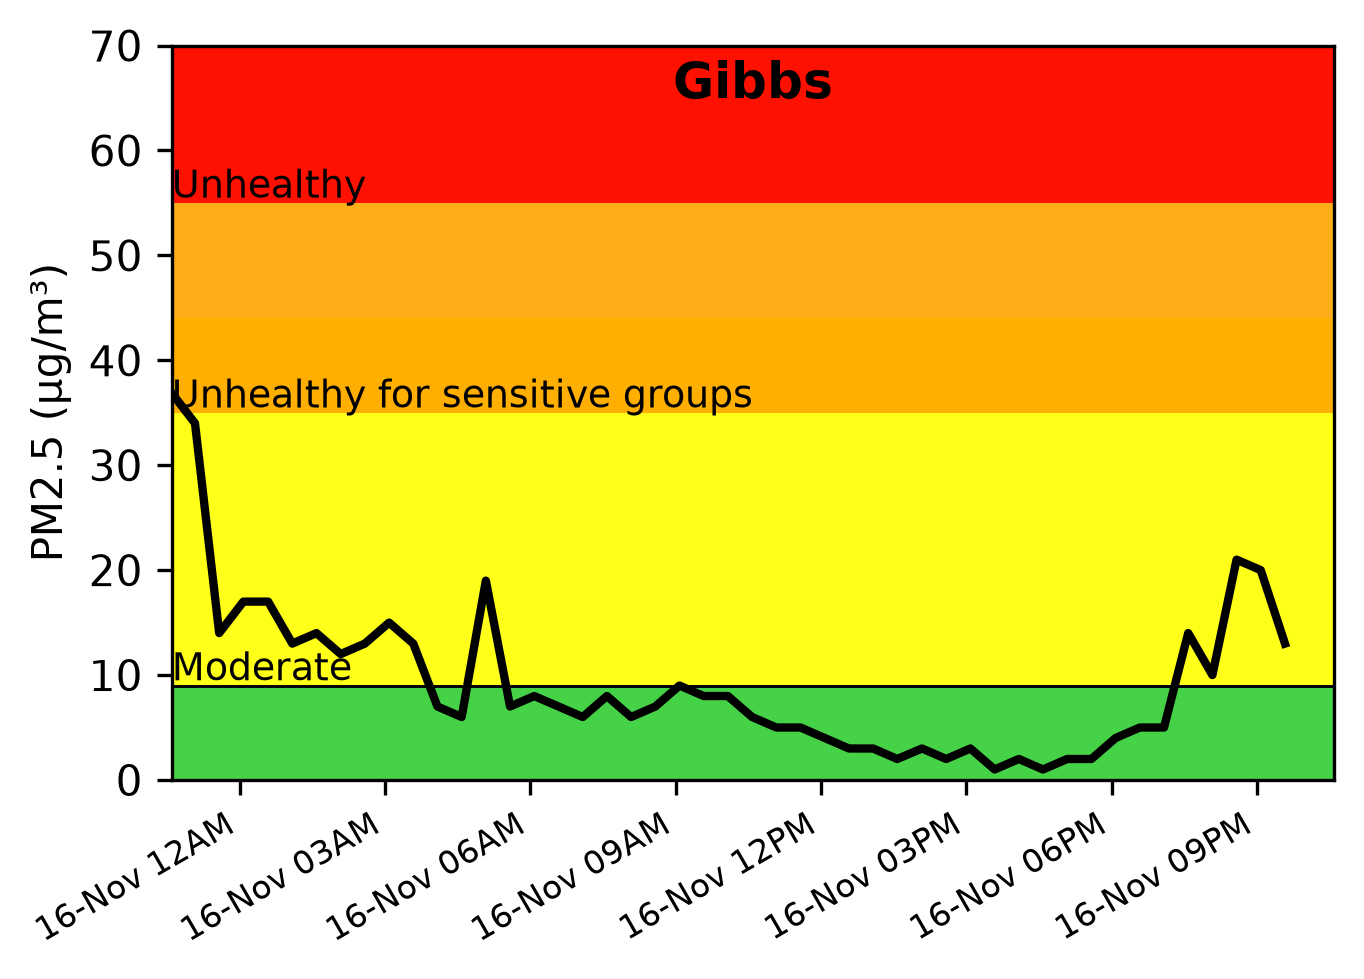 Gibbs
70
60
50
40
30
20
10
0
PM2.5 (µg/m³)
Unhealthy
Unhealthy for sensitive groups
Moderate
16-Nov 12AM
16-Nov 03AM
16-Nov 06AM
16-Nov 09AM
16-Nov 12PM
16-Nov 03PM
16-Nov 06PM
16-Nov 09PM